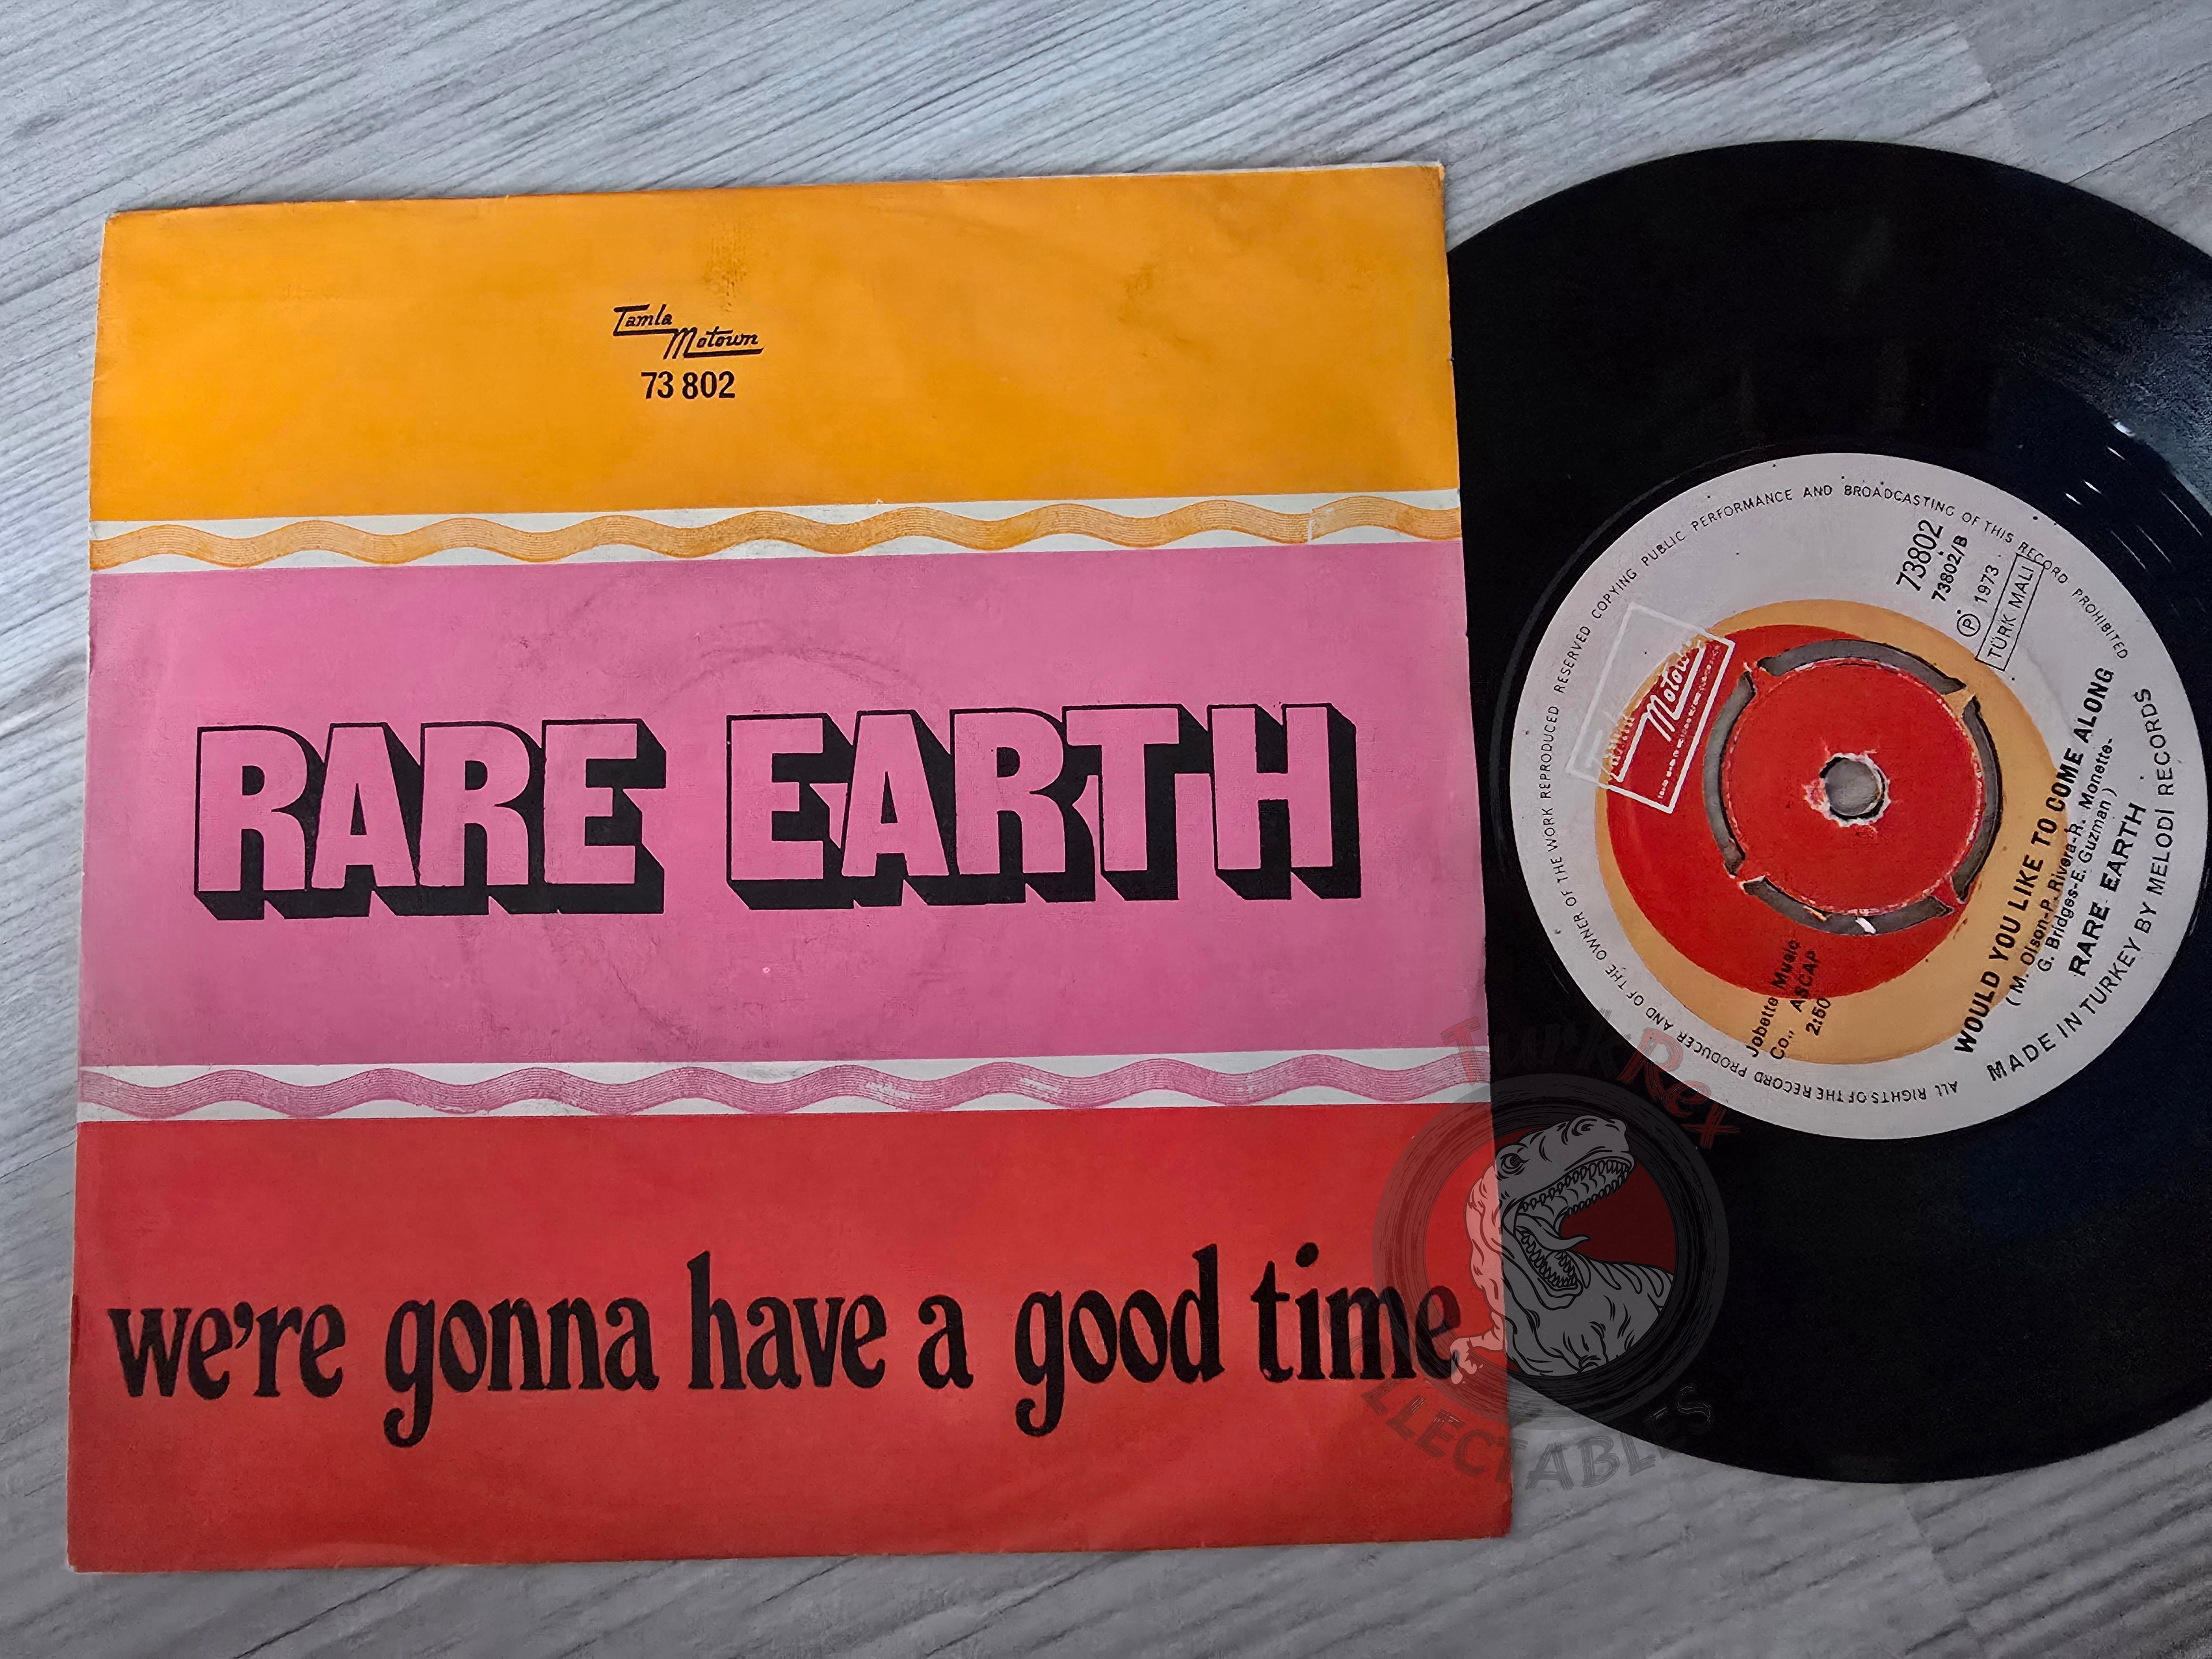 Tamla
Motown
73 802
RARE EARTH
we're gonna have a good time
ALL RIGHTS OF THE RECORD PRODUCER AND OF THE OWNER OF THE WORK REPRODUCED RESERVED COPYING PUBLIC PERFORMANCE AND BROADCASTING OF THIS RECORD PROHIBITED
Motown
73802
73802/B
Ⓟ 1973
TÜRK MALI
Jobette Music
Co., ASCAP
2:50
WOULD YOU LIKE TO COME ALONG
( M. Olson-P. Rivera-R. Monette-
G. Bridges-E. Guzman )
RARE EARTH
MADE IN TURKEY BY MELODİ RECORDS
TurkRex
LLECTABLES